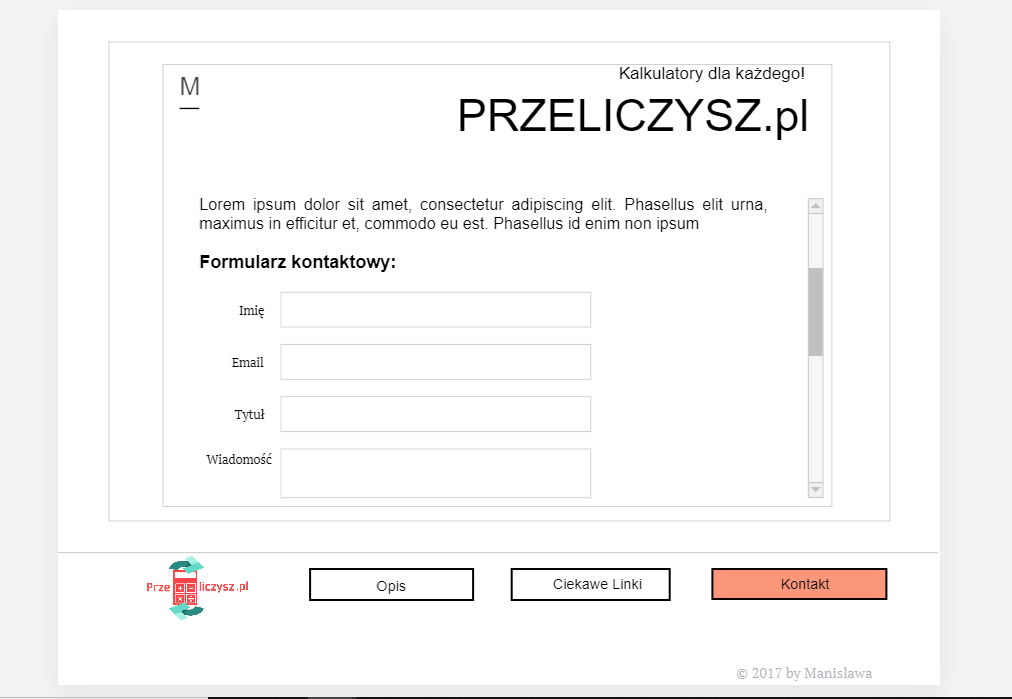 Kalkulatory dla każdego!
M
PRZELICZYSZ.pl
Lorem ipsum dolor sit amet, consectetur adipiscing elit. Phasellus elit urna,
maximus in efficitur et, commodo eu est. Phasellus id enim non ipsum
Formularz kontaktowy:
Imię
Email
Tytuł
Wiadomość
Prze liczysz.pl
Opis
Ciekawe Linki
Kontakt
© 2017 by Manislawa